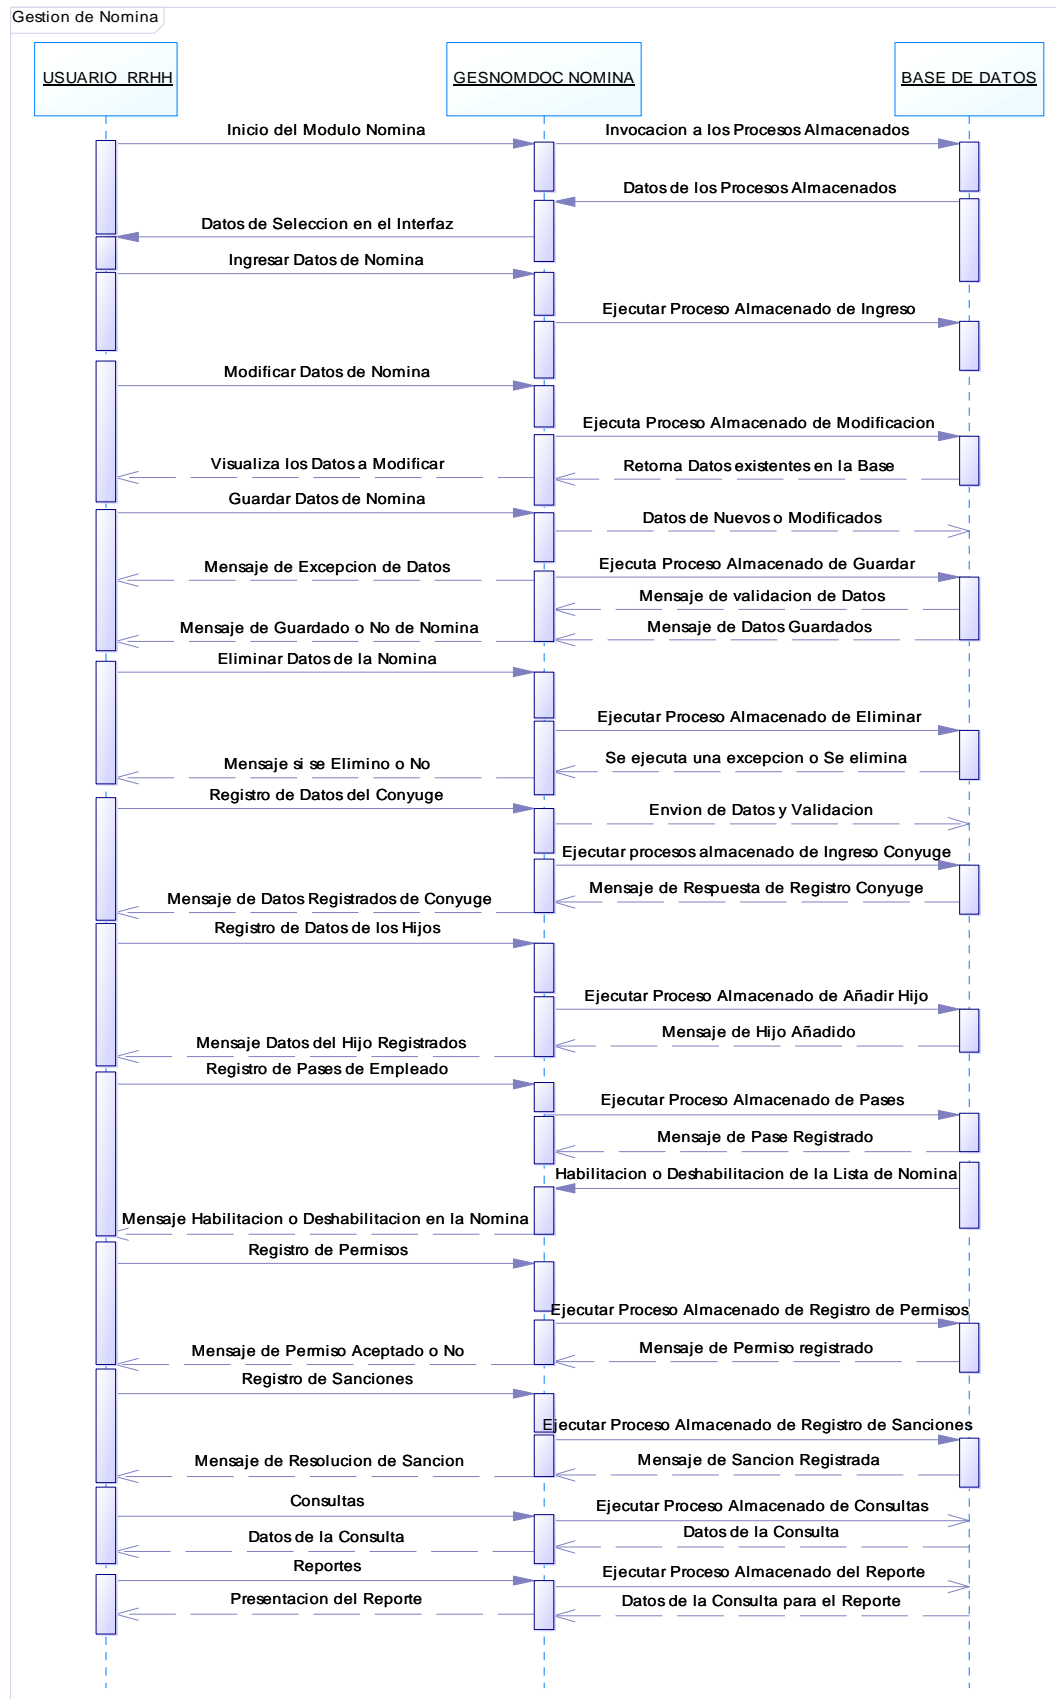 Gestion de Nomina
USUARIO_RRHH
GESNOMDOC NOMINA
BASE DE DATOS
Inicio del Modulo Nomina
Invocacion a los Procesos Almacenados
Datos de los Procesos Almacenados
Datos de Seleccion en el Interfaz
Ingresar Datos de Nomina
Ejecutar Proceso Almacenado de Ingreso
Modificar Datos de Nomina
Ejecuta Proceso Almacenado de Modificacion
Visualiza los Datos a Modificar
Retorna Datos existentes en la Base
Guardar Datos de Nomina
Datos de Nuevos o Modificados
Mensaje de Excepcion de Datos
Ejecuta Proceso Almacenado de Guardar
Mensaje de validacion de Datos
Mensaje de Guardado o No de Nomina
Mensaje de Datos Guardados
Eliminar Datos de la Nomina
Ejecutar Proceso Almacenado de Eliminar
Mensaje si se Elimino o No
Se ejecuta una excepcion o Se elimina
Registro de Datos del Conyuge
Envion de Datos y Validacion
Ejecutar procesos almacenado de Ingreso Conyuge
Mensaje de Respuesta de Registro Conyuge
Mensaje de Datos Registrados de Conyuge
Registro de Datos de los Hijos
Ejecutar Proceso Almacenado de Añadir Hijo
Mensaje de Hijo Añadido
Mensaje Datos del Hijo Registrados
Registro de Pases de Empleado
Ejecutar Proceso Almacenado de Pases
Mensaje de Pase Registrado
Habilitacion o Deshabilitacion de la Lista de Nomina
Mensaje Habilitacion o Deshabilitacion en la Nomina
Registro de Permisos
Ejecutar Proceso Almacenado de Registro de Permisos
Mensaje de Permiso Aceptado o No
Mensaje de Permiso registrado
Registro de Sanciones
Ejecutar Proceso Almacenado de Registro de Sanciones
Mensaje de Resolucion de Sancion
Mensaje de Sancion Registrada
Consultas
Ejecutar Proceso Almacenado de Consultas
Datos de la Consulta
Datos de la Consulta
Reportes
Ejecutar Proceso Almacenado del Reporte
Presentacion del Reporte
Datos de la Consulta para el Reporte